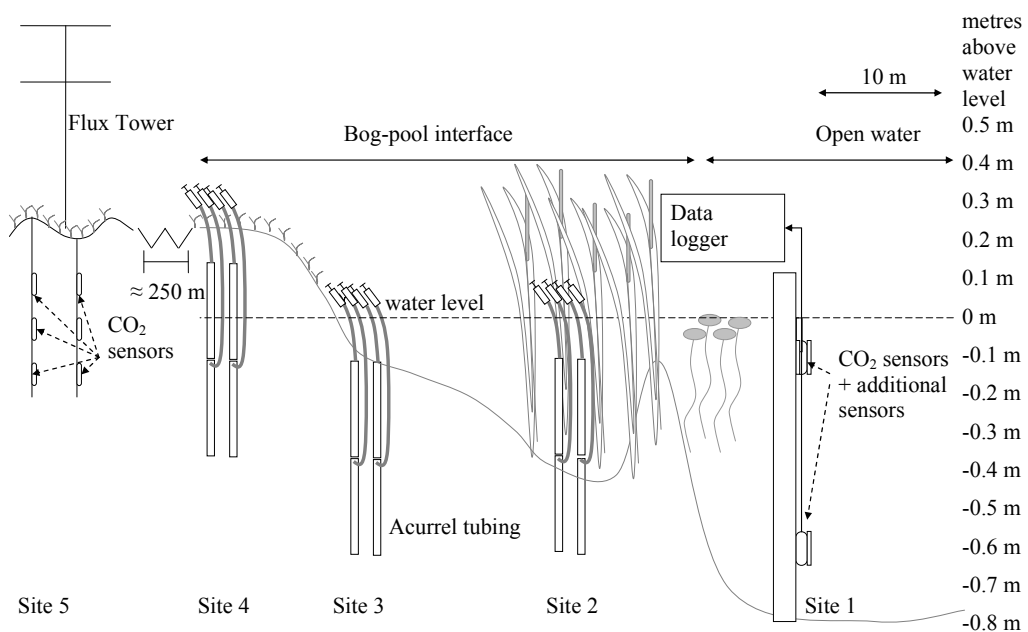 metres
above
water
level
10 m
0.5 m
Flux Tower
Bog-pool interface
Open water
0.4 m
0.3 m
Data
logger
0.2 m
0.1 m
≈ 250 m
water level
0 m
CO2
sensors
-0.1 m
CO2 sensors
+ additional
sensors
-0.2 m
-0.3 m
-0.4 m
-0.5 m
Acurrel tubing
-0.6 m
-0.7 m
Site 5
Site 4
Site 3
Site 2
Site 1
-0.8 m